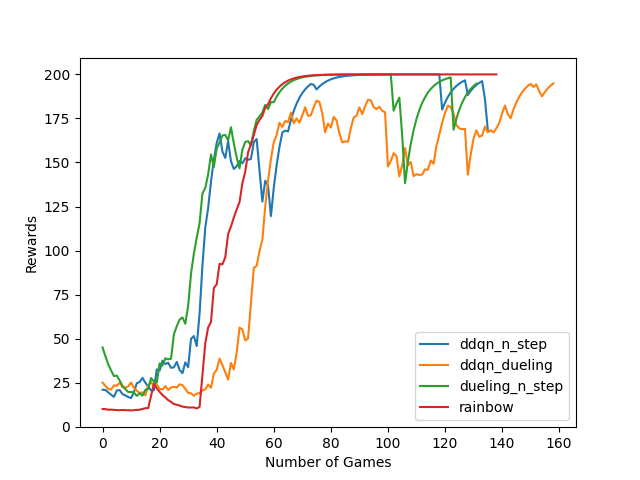 200
175
150
125
100
75
50
25
0
Rewards
0 20 40 60 80 100 120 140 160
Number of Games
ddqn_n_step
ddqn_dueling
dueling_n_step
rainbow